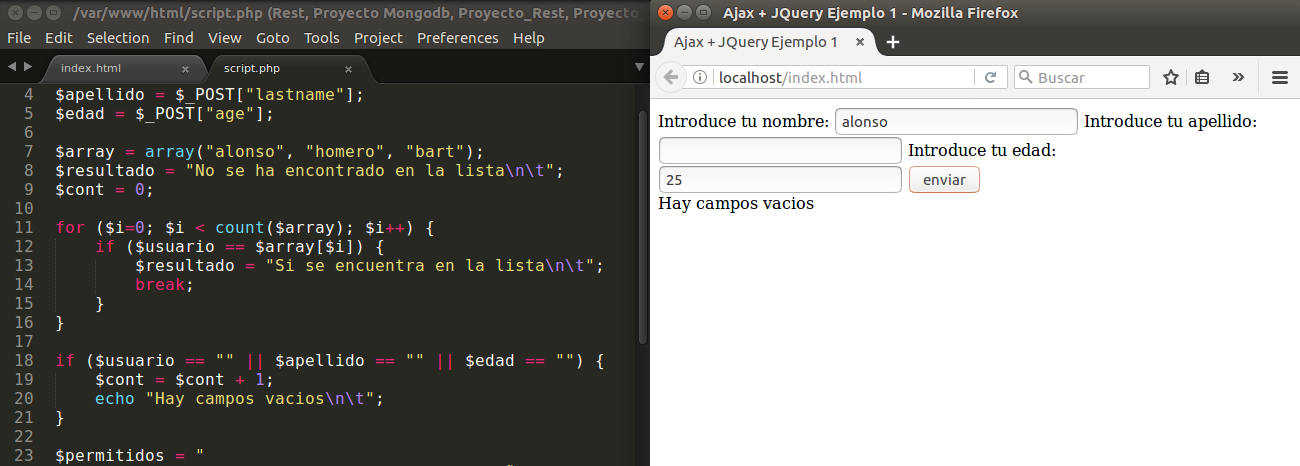 /var/www/html/script.php (Rest, Proyecto Mongodb, Proyecto_Rest, Proyecto
File Edit Selection Find View Goto Tools Project Preferences Help
index.html × script.php ×
4 $apellido = $_POST["lastname"];
5 $edad = $_POST["age"];
6
7 $array = array("alonso", "homero", "bart");
8 $resultado = "No se ha encontrado en la lista\n\t";
9 $cont = 0;
10
11 for ($i=0; $i < count($array); $i++) {
12 if ($usuario == $array[$i]) {
13 $resultado = "Si se encuentra en la lista\n\t";
14 break;
15 }
16 }
17
18 if ($usuario == "" || $apellido == "" || $edad == "") {
19 $cont = $cont + 1;
20 echo "Hay campos vacios\n\t";
21 }
22
23 $permitidos = "
Ajax + JQuery Ejemplo 1 - Mozilla Firefox
Ajax + JQuery Ejemplo 1 × +
localhost/index.html
Buscar
Introduce tu nombre: alonso Introduce tu apellido:
Introduce tu edad:
25 enviar
Hay campos vacios